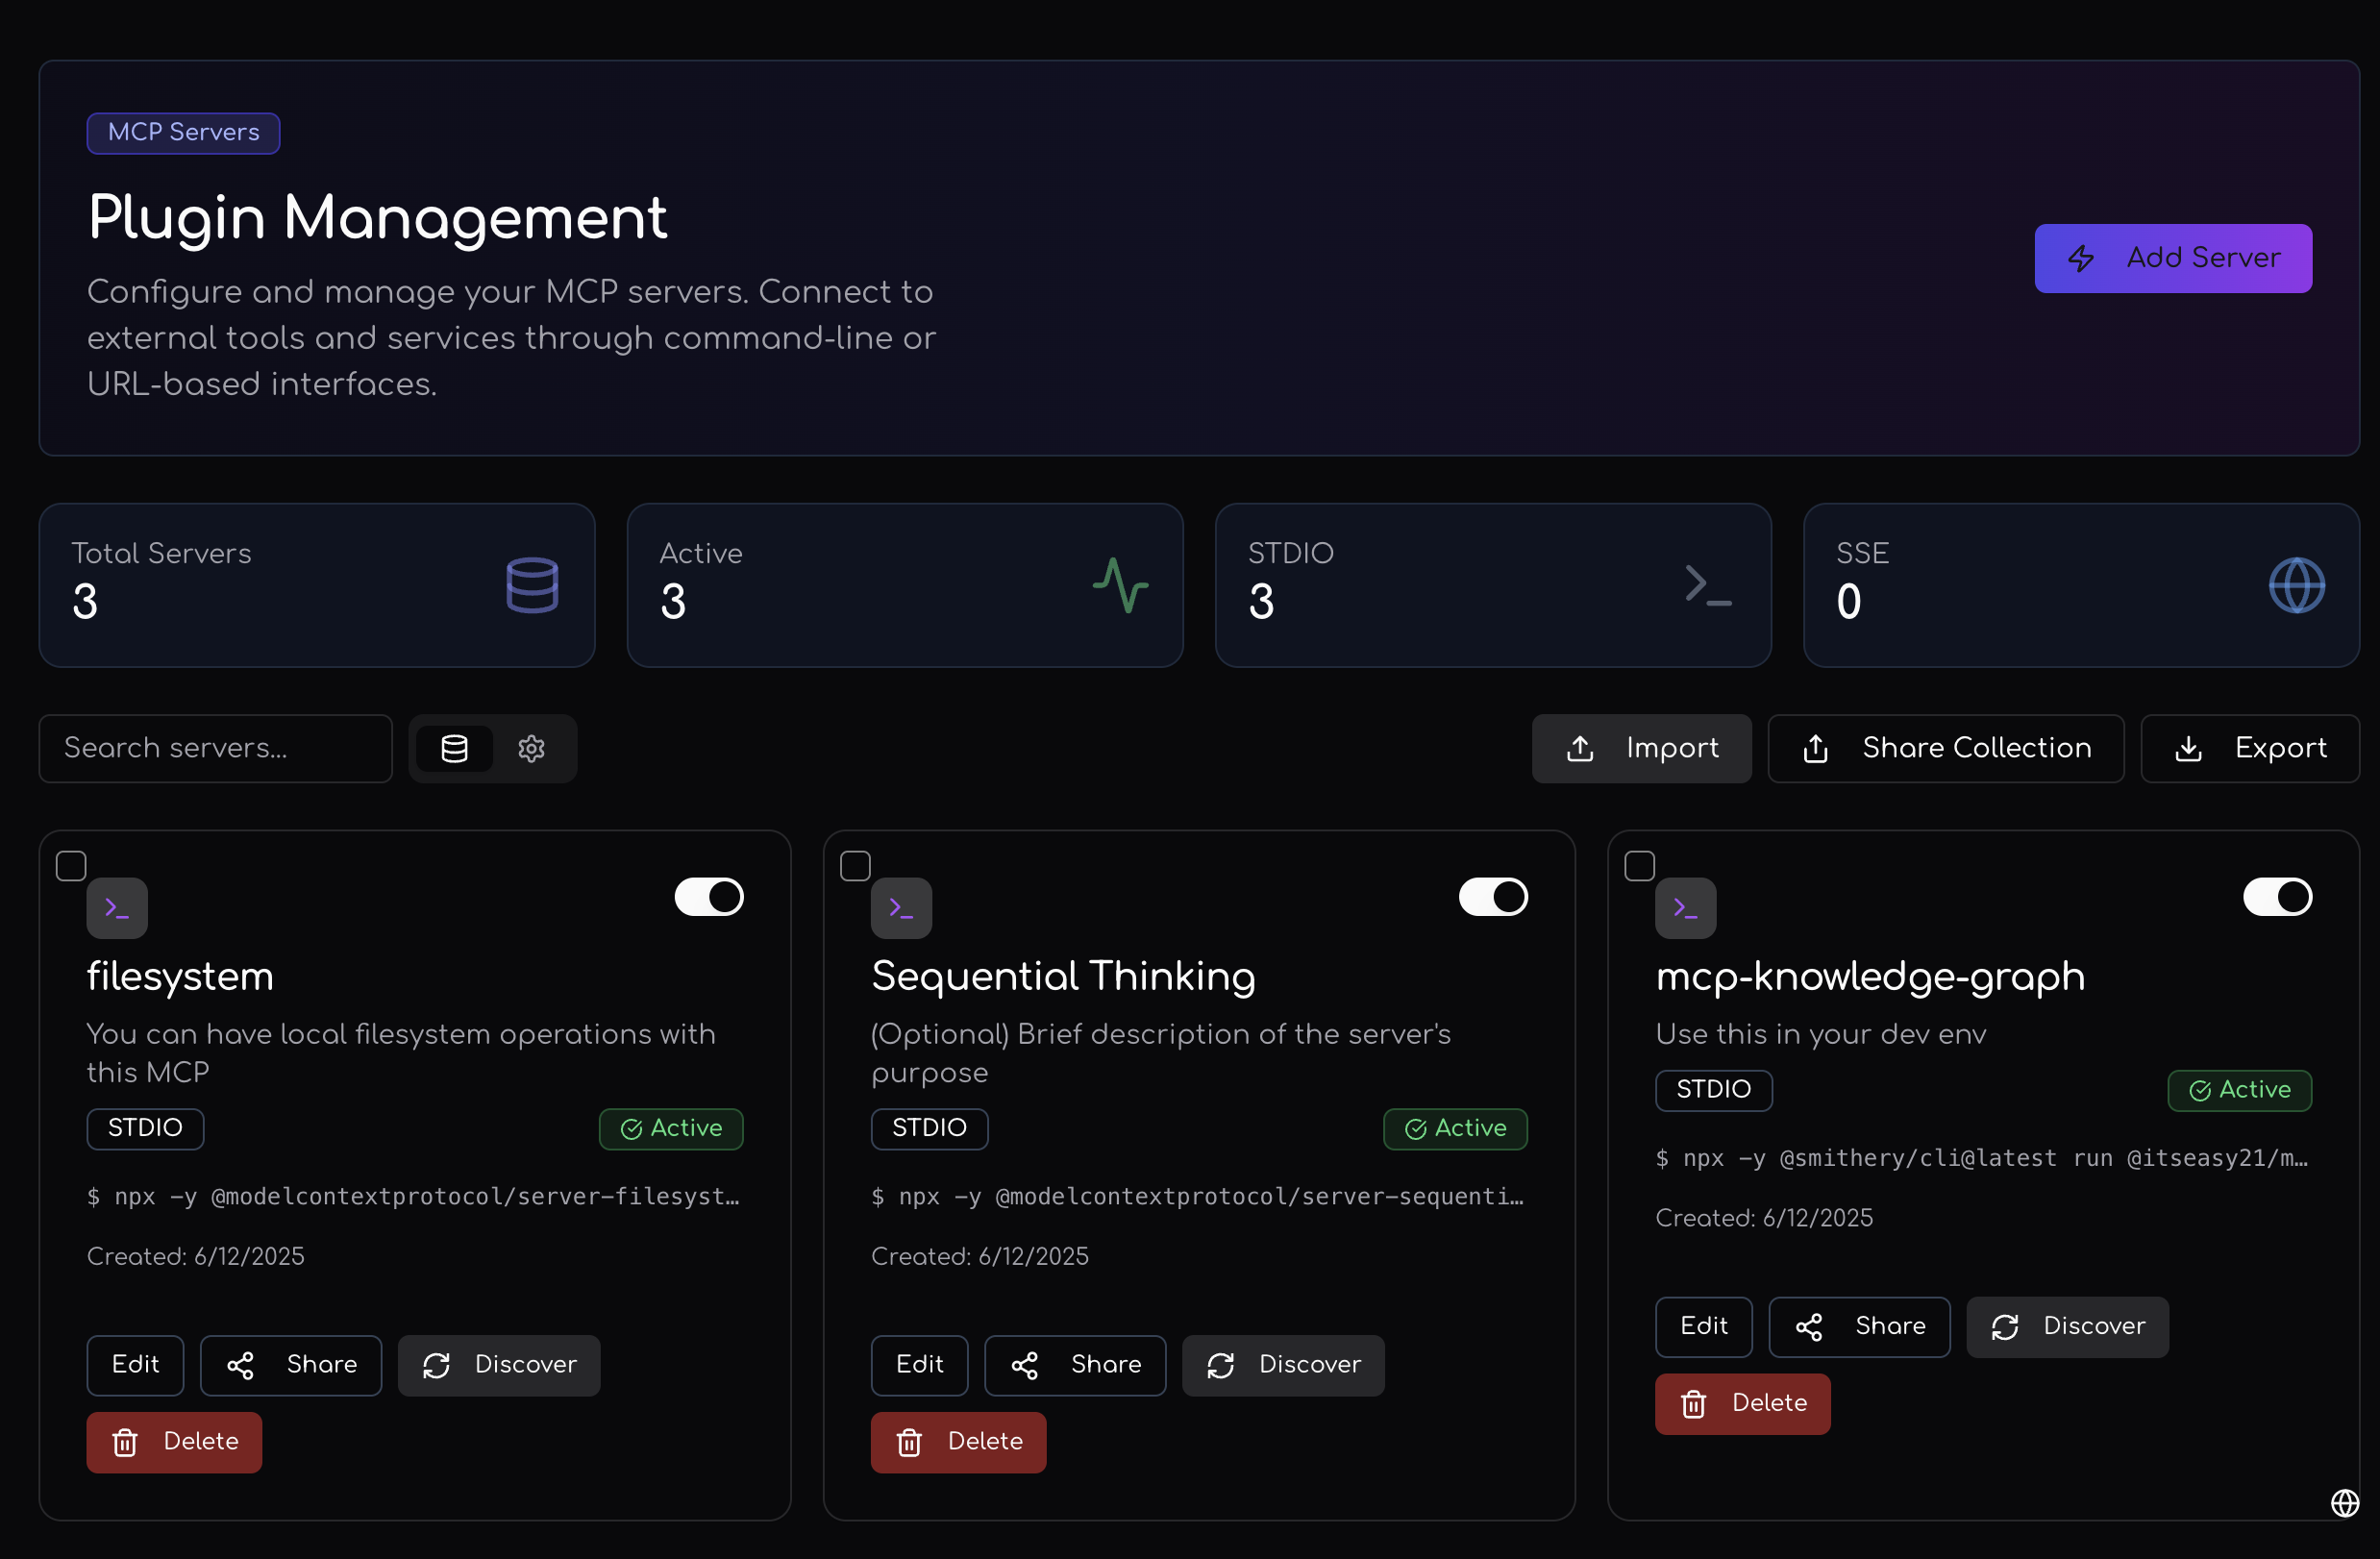 MCP Servers
Plugin Management
Configure and manage your MCP servers. Connect to
external tools and services through command-line or
URL-based interfaces.
Add Server
Total Servers
3
Active
3
STDIO
3
SSE
0
Search servers...
Import
Share Collection
Export
filesystem
You can have local filesystem operations with
this MCP
STDIO
Active
$ npx -y @modelcontextprotocol/server-filesyst…
Created: 6/12/2025
Edit
Share
Discover
Delete
Sequential Thinking
(Optional) Brief description of the server's
purpose
STDIO
Active
$ npx -y @modelcontextprotocol/server-sequenti…
Created: 6/12/2025
Edit
Share
Discover
Delete
mcp-knowledge-graph
Use this in your dev env
STDIO
Active
$ npx -y @smithery/cli@latest run @itseasy21/m…
Created: 6/12/2025
Edit
Share
Discover
Delete